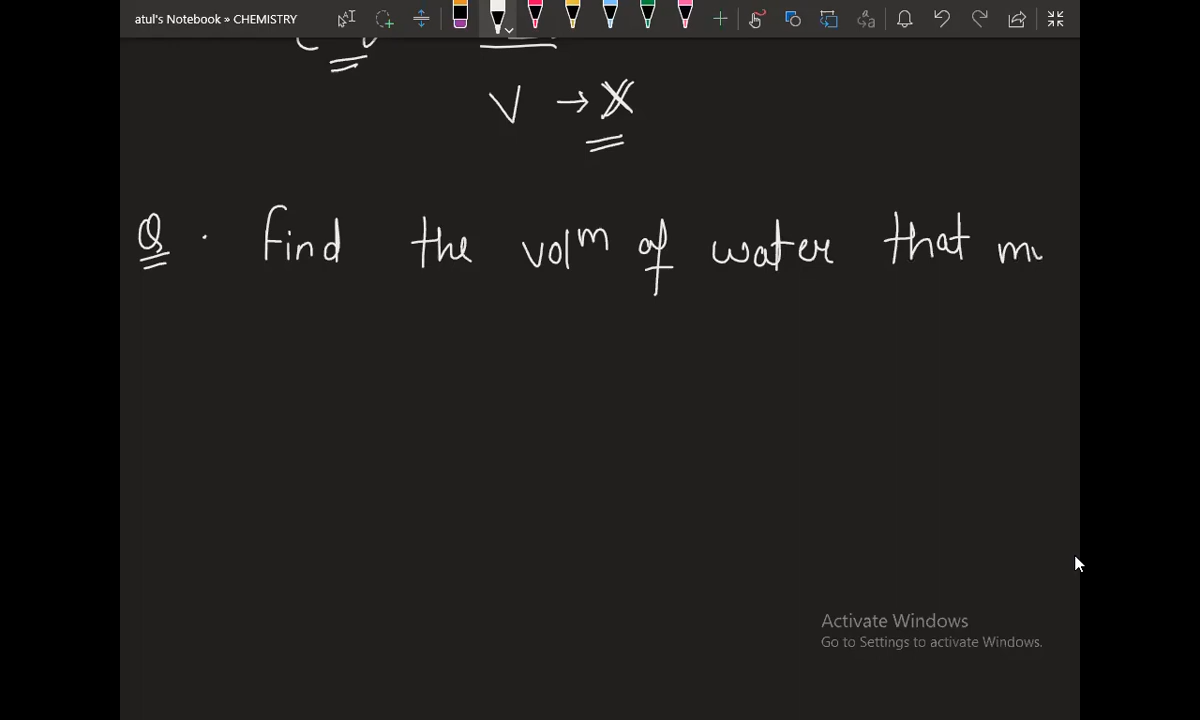 atul's Notebook » CHEMISTRY
V → X
Q. find the volm of water that
Activate Windows
Go to Settings to activate Windows.